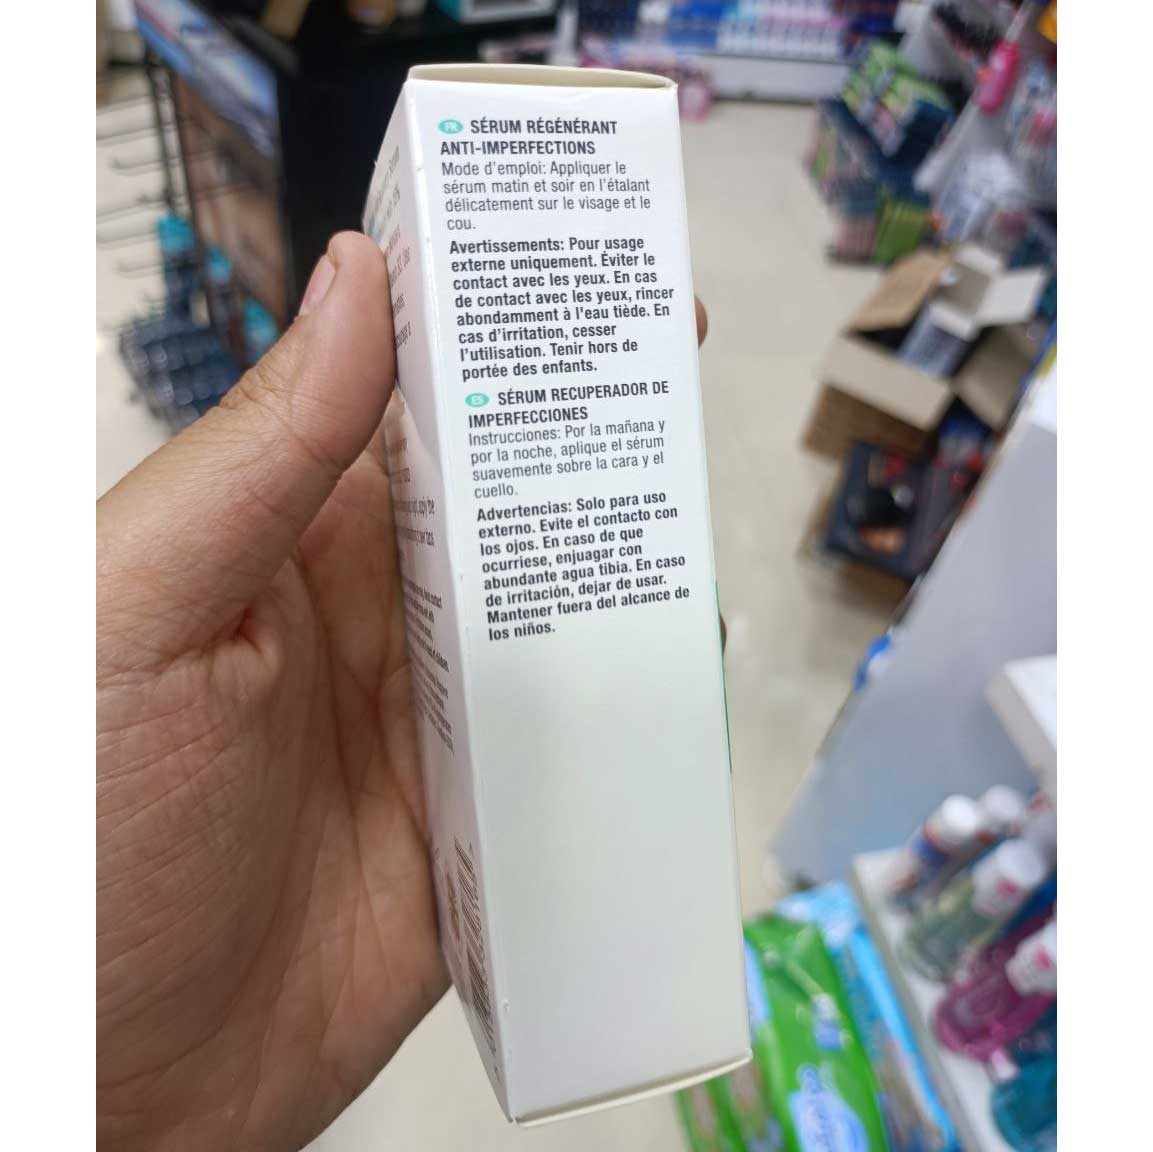 FR SÉRUM RÉGÉNÉRANT
ANTI-IMPERFECTIONS
Mode d'emploi: Appliquer le
sérum matin et soir en l'étalant
délicatement sur le visage et le
cou.
Avertissements: Pour usage
externe uniquement. Éviter le
contact avec les yeux. En cas
de contact avec les yeux, rincer
abondamment à l'eau tiède. En
cas d'irritation, cesser
l'utilisation. Tenir hors de
portée des enfants.
ES SÉRUM RECUPERADOR DE
IMPERFECCIONES
Instrucciones: Por la mañana y
por la noche, aplique el sérum
suavemente sobre la cara y el
cuello.
Advertencias: Solo para uso
externo. Evite el contacto con
los ojos. En caso de que
ocurriese, enjuagar con
abundante agua tibia. En caso
de irritación, dejar de usar.
Mantener fuera del alcance de
los niños.